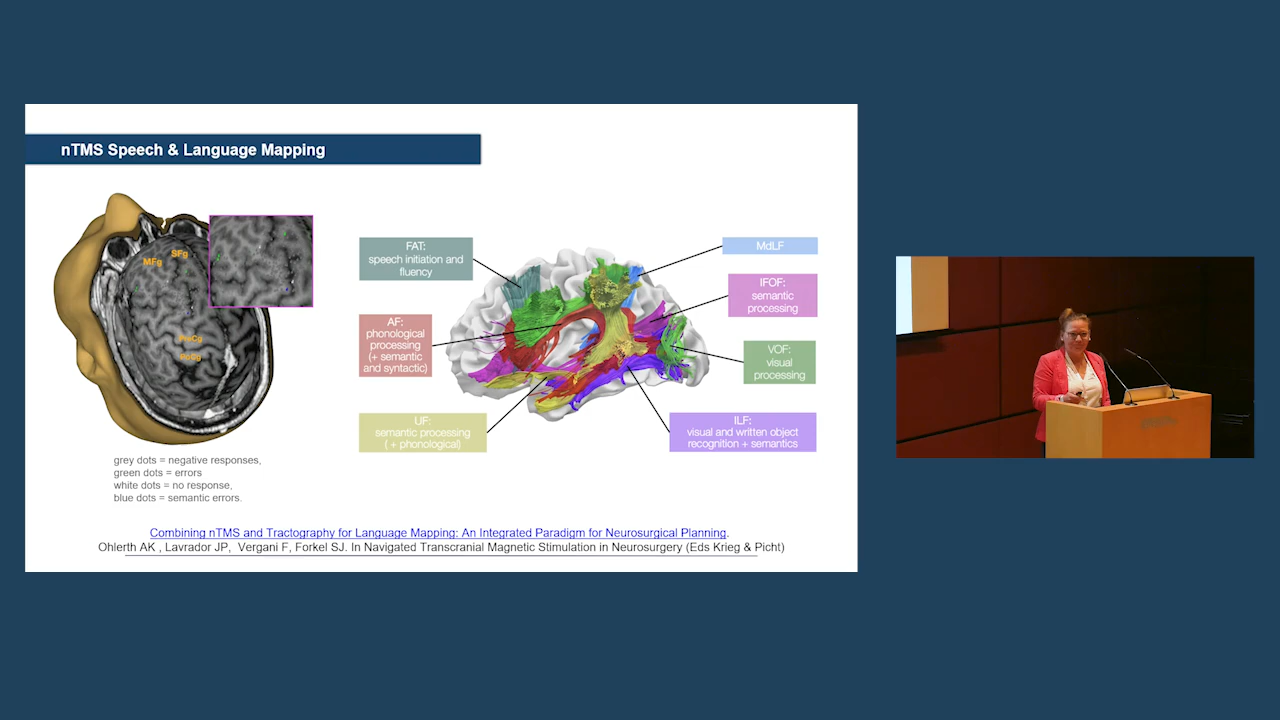 nTMS Speech & Language Mapping
SFg
MFg
PreCg
PoCg
grey dots = negative responses,
green dots = errors
white dots = no response,
blue dots = semantic errors.
FAT:
speech initiation and
fluency
AF:
phonological
processing
(+ semantic
and syntactic)
UF:
semantic processing
( + phonological)
MdLF
IFOF:
semantic
processing
VOF:
visual
processing
ILF:
visual and written object
recognition + semantics
Combining nTMS and Tractography for Language Mapping: An Integrated Paradigm for Neurosurgical Planning.
Ohlerth AK , Lavrador JP, Vergani F, Forkel SJ. In Navigated Transcranial Magnetic Stimulation in Neurosurgery (Eds Krieg & Picht)